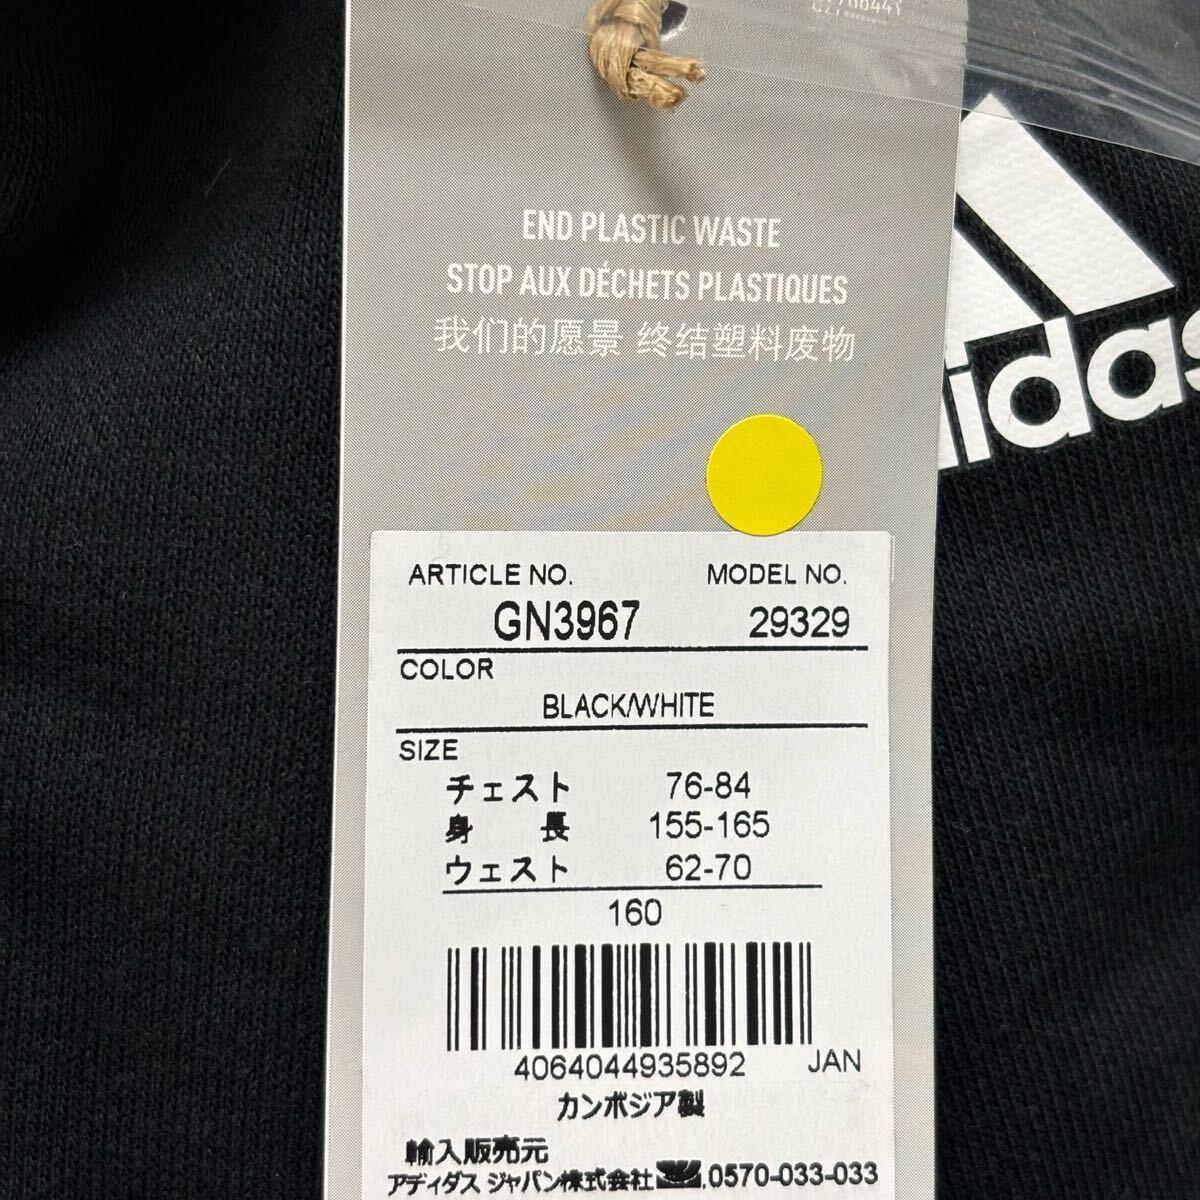 END PLASTIC WASTE
STOP AUX DÉCHETS PLASTIQUES
我们的愿景 终结塑料废物
ARTICLE NO. MODEL NO.
GN3967 29329
COLOR
BLACK/WHITE
SIZE
チェスト 76-84
身 長 155-165
ウェスト 62-70
160
4064044935892 JAN
カンボジア製
輸入販売元
アディダス ジャパン株式会社 0570-033-033